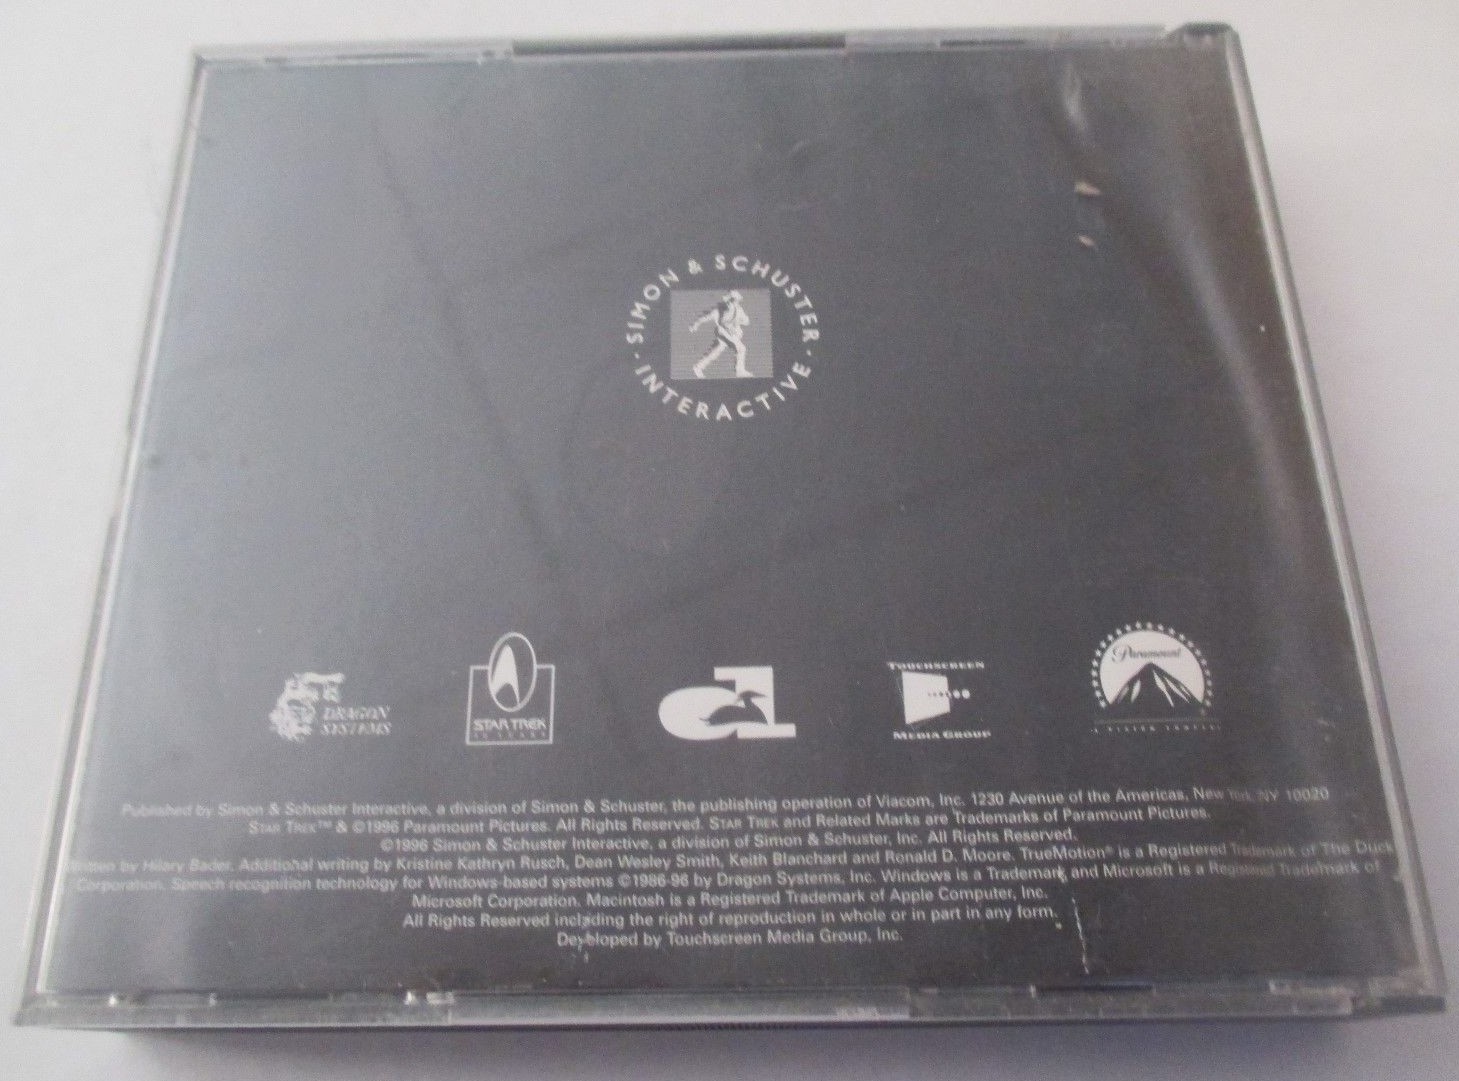 SIMON & SCHUSTER
· INTERACTIVE ·
DRAGON
SYSTEMS
STAR TREK
30 YEARS
TOUCHSCREEN
MEDIA GROUP
Paramount
Published by Simon & Schuster Interactive, a division of Simon & Schuster, the publishing operation of Viacom, Inc. 1230 Avenue of the Americas, New York NY 10020
STAR TREK™ & ©1996 Paramount Pictures. All Rights Reserved. STAR TREK and Related Marks are Trademarks of Paramount Pictures.
©1996 Simon & Schuster Interactive, a division of Simon & Schuster, Inc. All Rights Reserved.
Written by Hilary Bader. Additional writing by Kristine Kathryn Rusch, Dean Wesley Smith, Keith Blanchard and Ronald D. Moore. TrueMotion® is a Registered Trademark of The Duck
Corporation. Speech recognition technology for Windows-based systems ©1986-96 by Dragon Systems, Inc. Windows is a Trademark and Microsoft is a Registered Trademark of
Microsoft Corporation. Macintosh is a Registered Trademark of Apple Computer, Inc.
All Rights Reserved including the right of reproduction in whole or in part in any form.
Developed by Touchscreen Media Group, Inc.